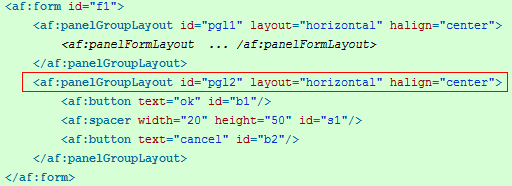 <af:form id="f1">
<af:panelGroupLayout id="pgl1" layout="horizontal" halign="center">
<af:panelFormLayout ... /af:panelFormLayout>
</af:panelGroupLayout>
<af:panelGroupLayout id="pgl2" layout="horizontal" halign="center">
<af:button text="ok" id="b1"/>
<af:spacer width="20" height="50" id="s1"/>
<af:button text="cancel" id="b2"/>
</af:panelGroupLayout>
</af:form>